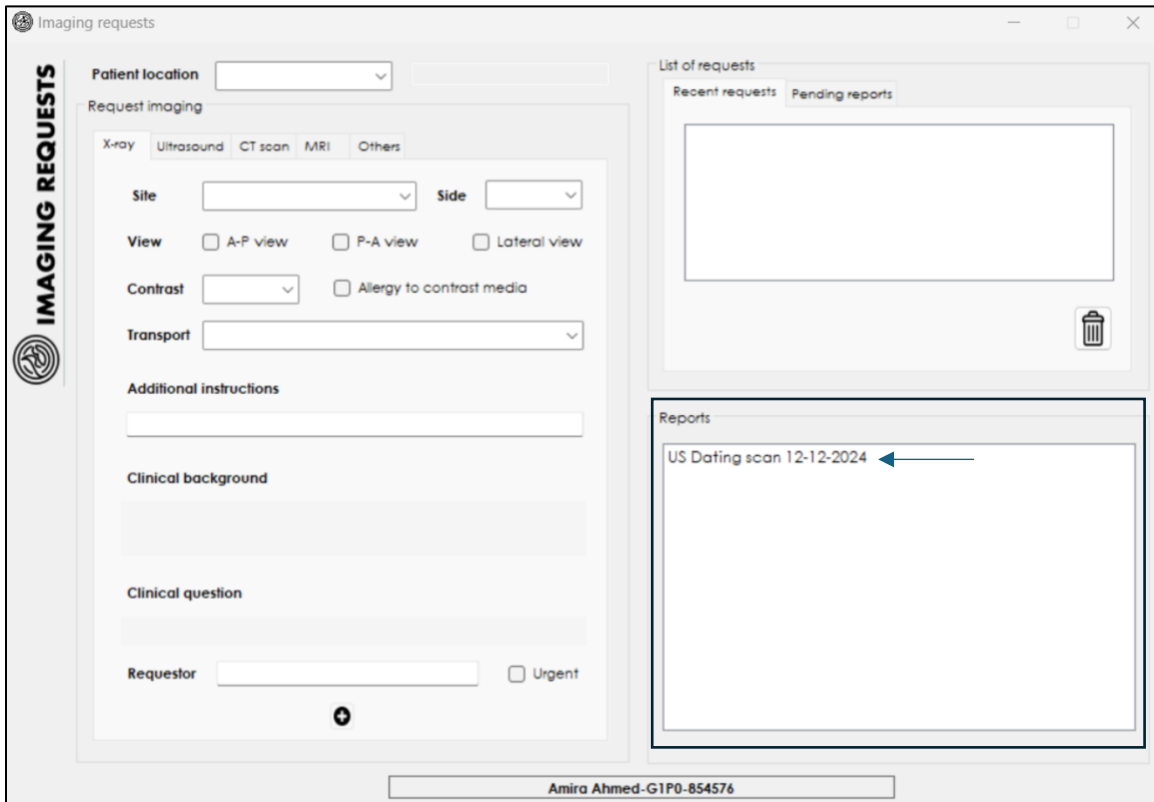 Imaging requests
IMAGING REQUESTS
Patient location
Request imaging
X-ray Ultrasound CT scan MRI Others
Site Side
View A-P view P-A view Lateral view
Contrast Allergy to contrast media
Transport
Additional instructions
Clinical background
Clinical question
Requestor Urgent
List of requests
Recent requests Pending reports
Reports
US Dating scan 12-12-2024
Amira Ahmed-G1P0-854576